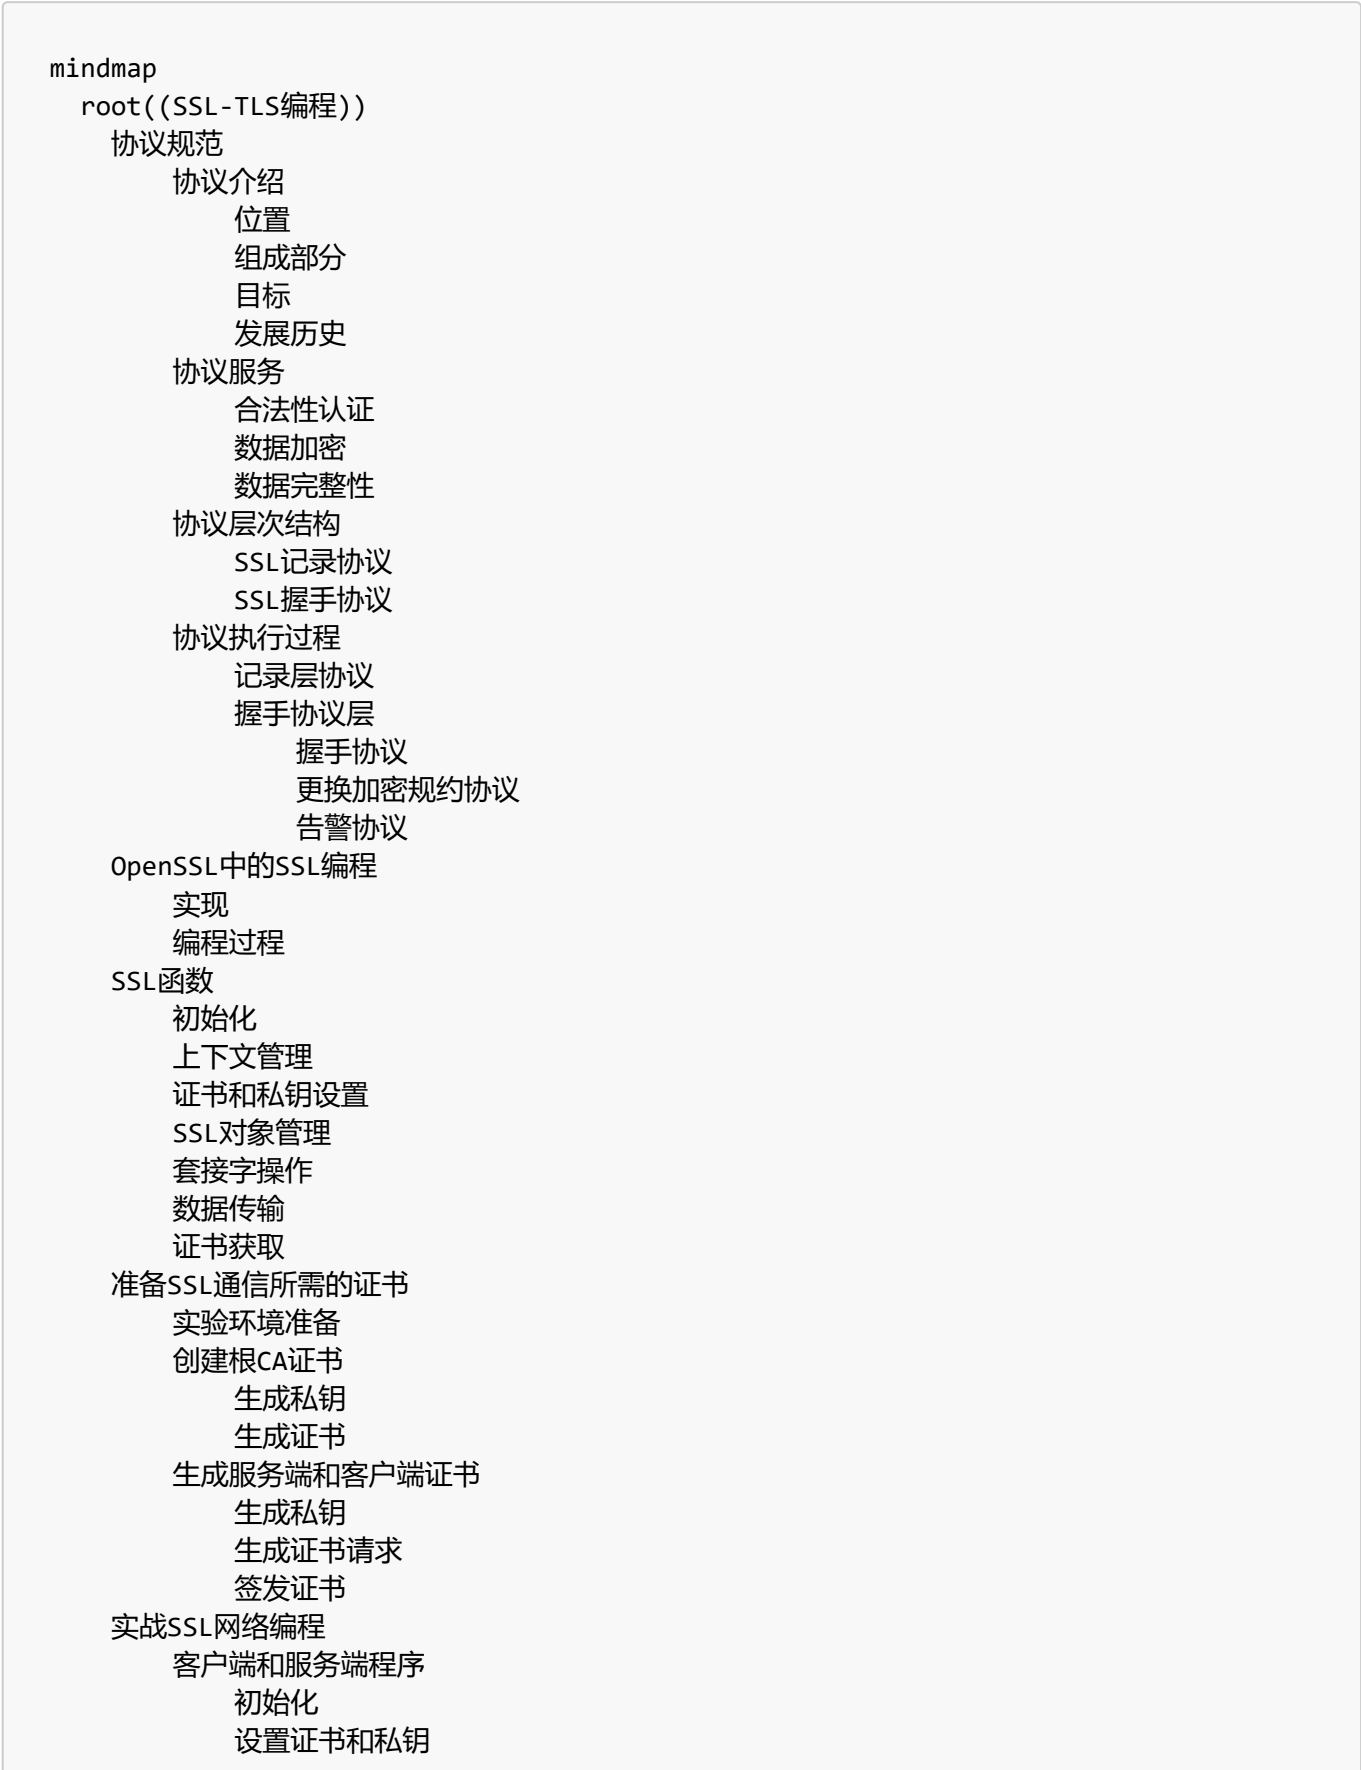 mindmap
root((SSL-TLS编程))
协议规范
协议介绍
位置
组成部分
目标
发展历史
协议服务
合法性认证
数据加密
数据完整性
协议层次结构
SSL记录协议
SSL握手协议
协议执行过程
记录层协议
握手协议层
握手协议
更换加密规约协议
告警协议
OpenSSL中的SSL编程
实现
编程过程
SSL函数
初始化
上下文管理
证书和私钥设置
SSL对象管理
套接字操作
数据传输
证书获取
准备SSL通信所需的证书
实验环境准备
创建根CA证书
生成私钥
生成证书
生成服务端和客户端证书
生成私钥
生成证书请求
签发证书
实战SSL网络编程
客户端和服务端程序
初始化
设置证书和私钥